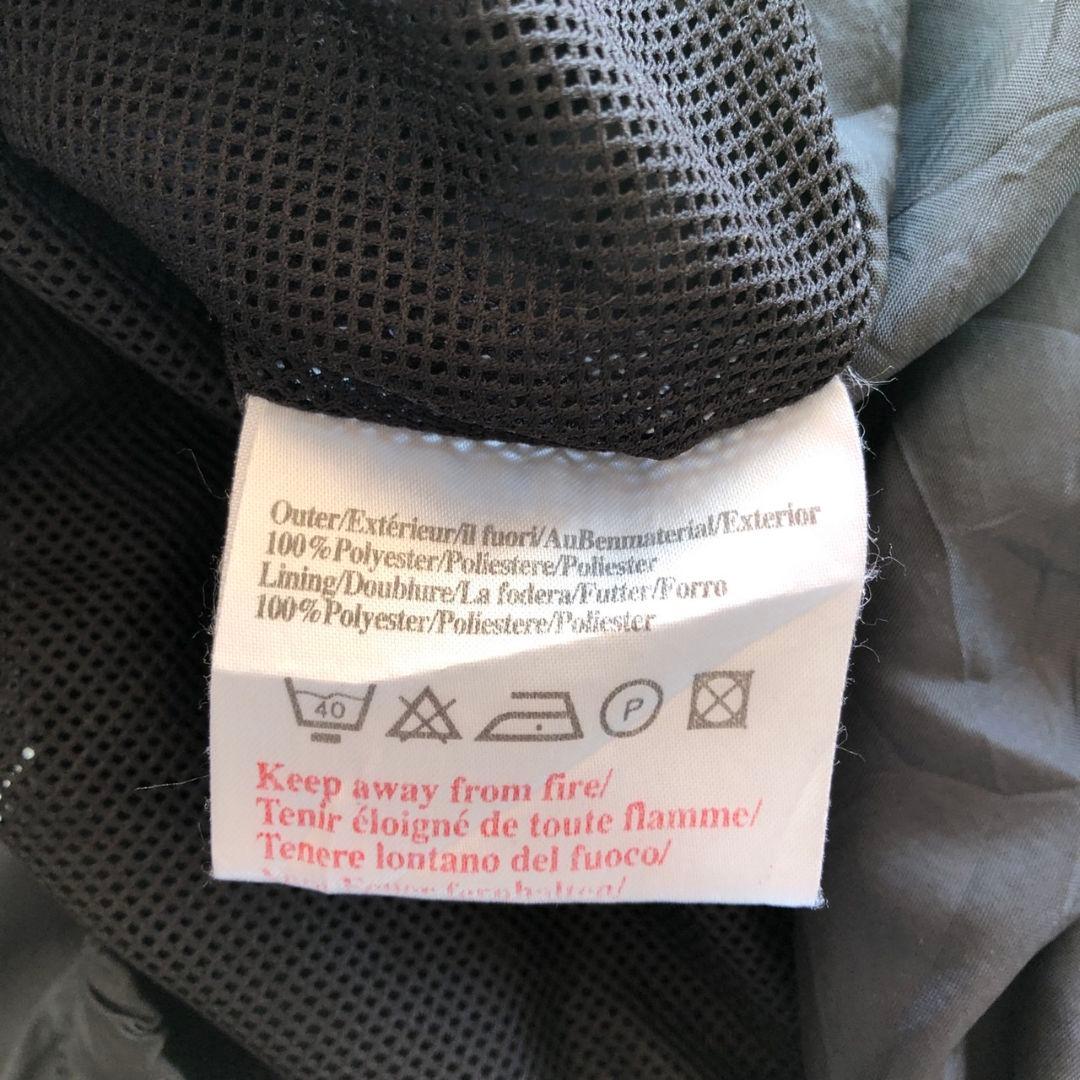 Outer/Extérieur/il fuori/AuBenmaterial/Exterior
100%Polyester/Poliestere/Poliester
Lining/Doublure/La fodera/Futter/Forro
100%Polyester/Poliestere/Poliester
40
P
Keep away from fire/
Tenir éloigné de toute flamme/
Tenere lontano del fuoco/